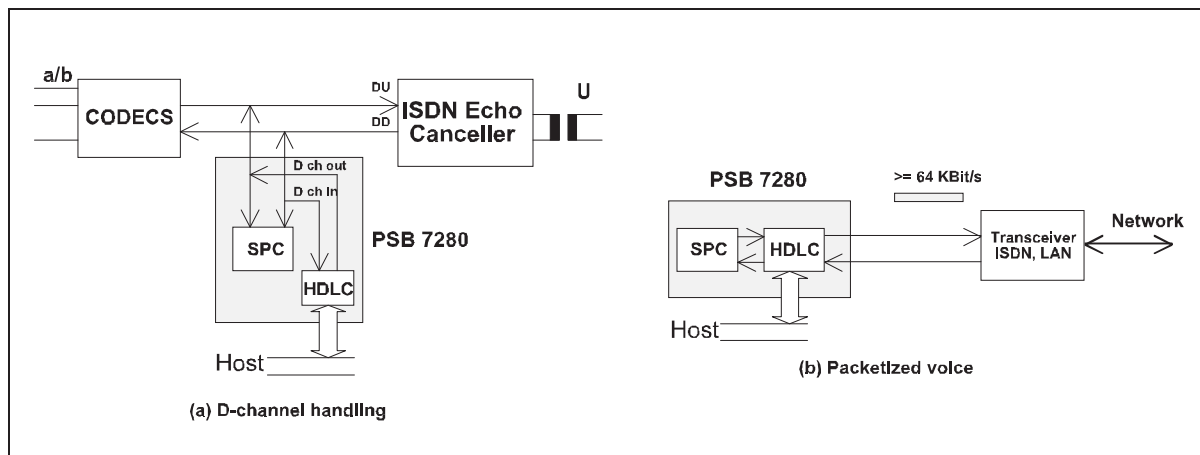 a/b
CODECS
DU
DD
ISDN Echo
Canceller
U
D ch out
D ch in
SPC
PSB 7280
HDLC
Host
(a) D-channel handling
PSB 7280
>= 64 KBit/s
SPC
HDLC
Transceiver
ISDN, LAN
Network
Host
(b) Packetized voice